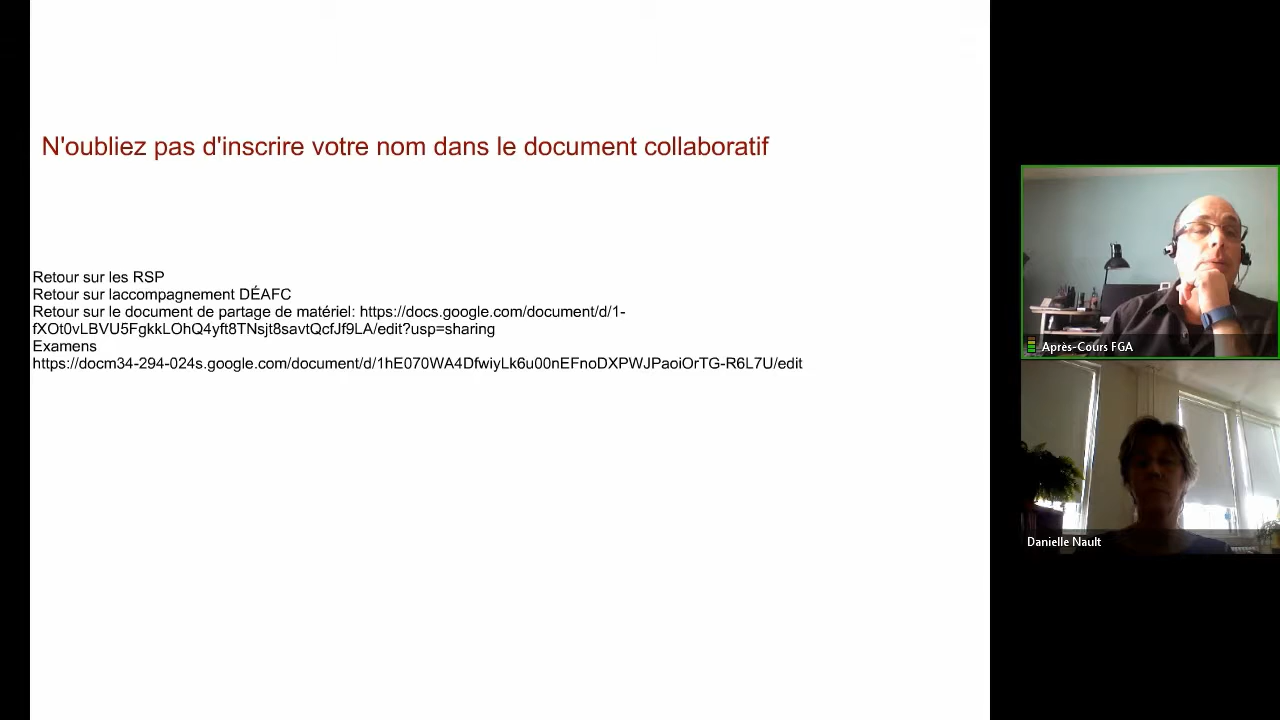 N'oubliez pas d'inscrire votre nom dans le document collaboratif
Retour sur les RSP
Retour sur laccompagnement DÉAFC
Retour sur le document de partage de matériel: https://docs.google.com/document/d/1-
fXOt0vLBVU5FgkkLOhQ4yft8TNsjt8savtQcfJf9LA/edit?usp=sharing
Examens
https://docm34-294-024s.google.com/document/d/1hE070WA4DfwiyLk6u00nEFnoDXPWJPaoiOrTG-R6L7U/edit
Après-Cours FGA
Danielle Nault